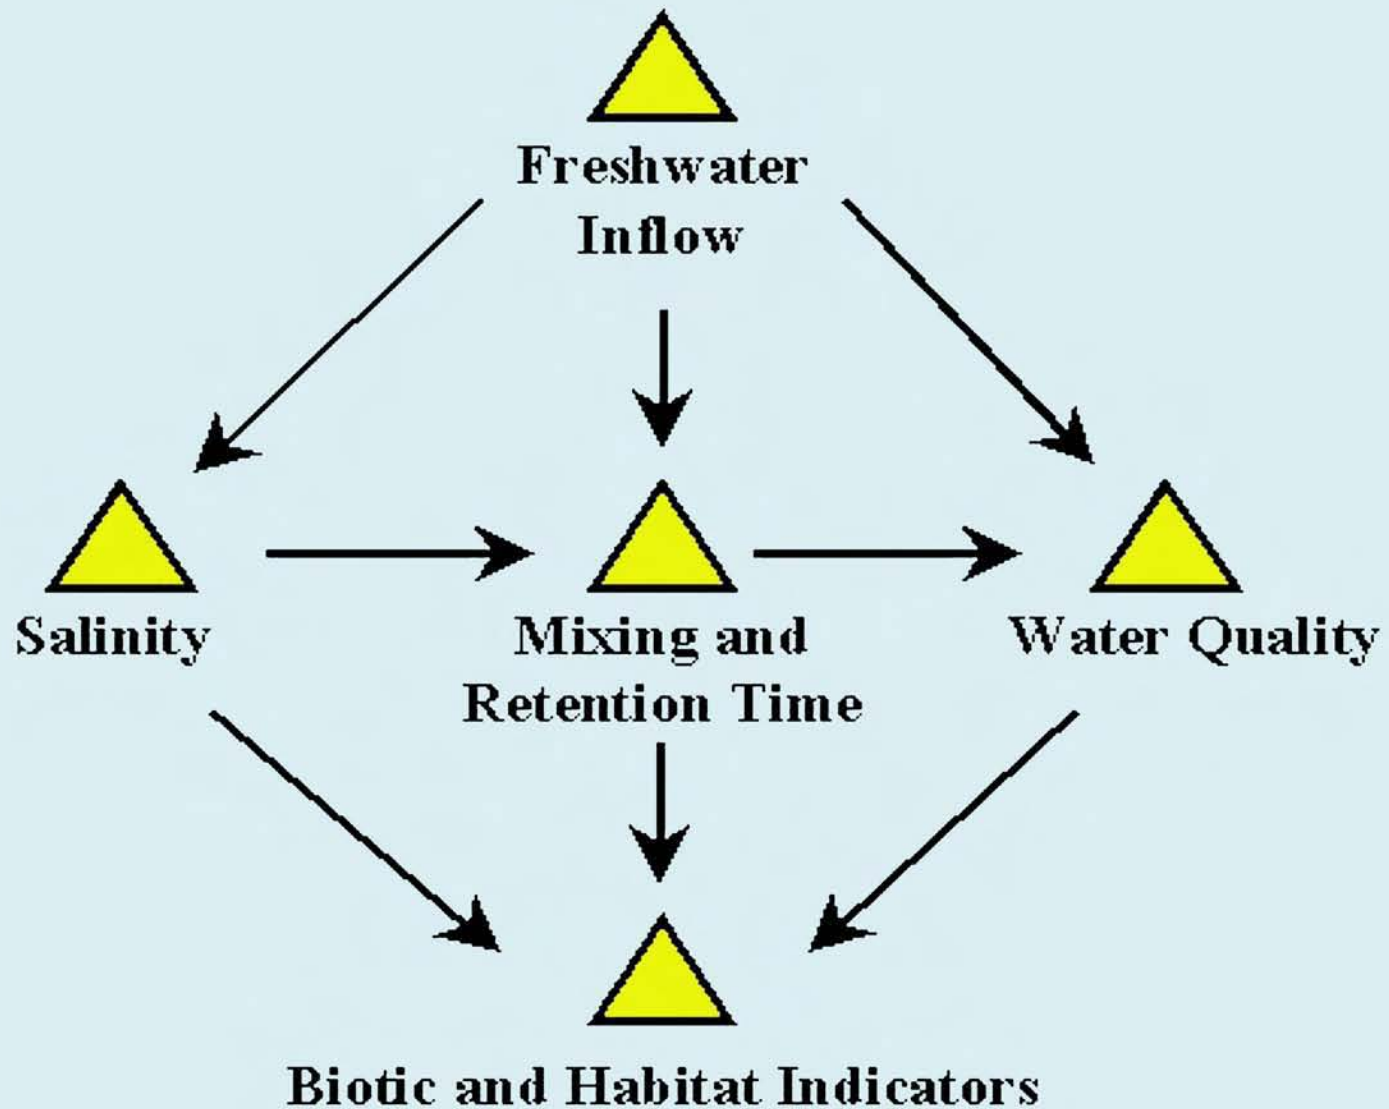 Freshwater
Inflow
Salinity
Mixing and
Retention Time
Water Quality
Biotic and Habitat Indicators